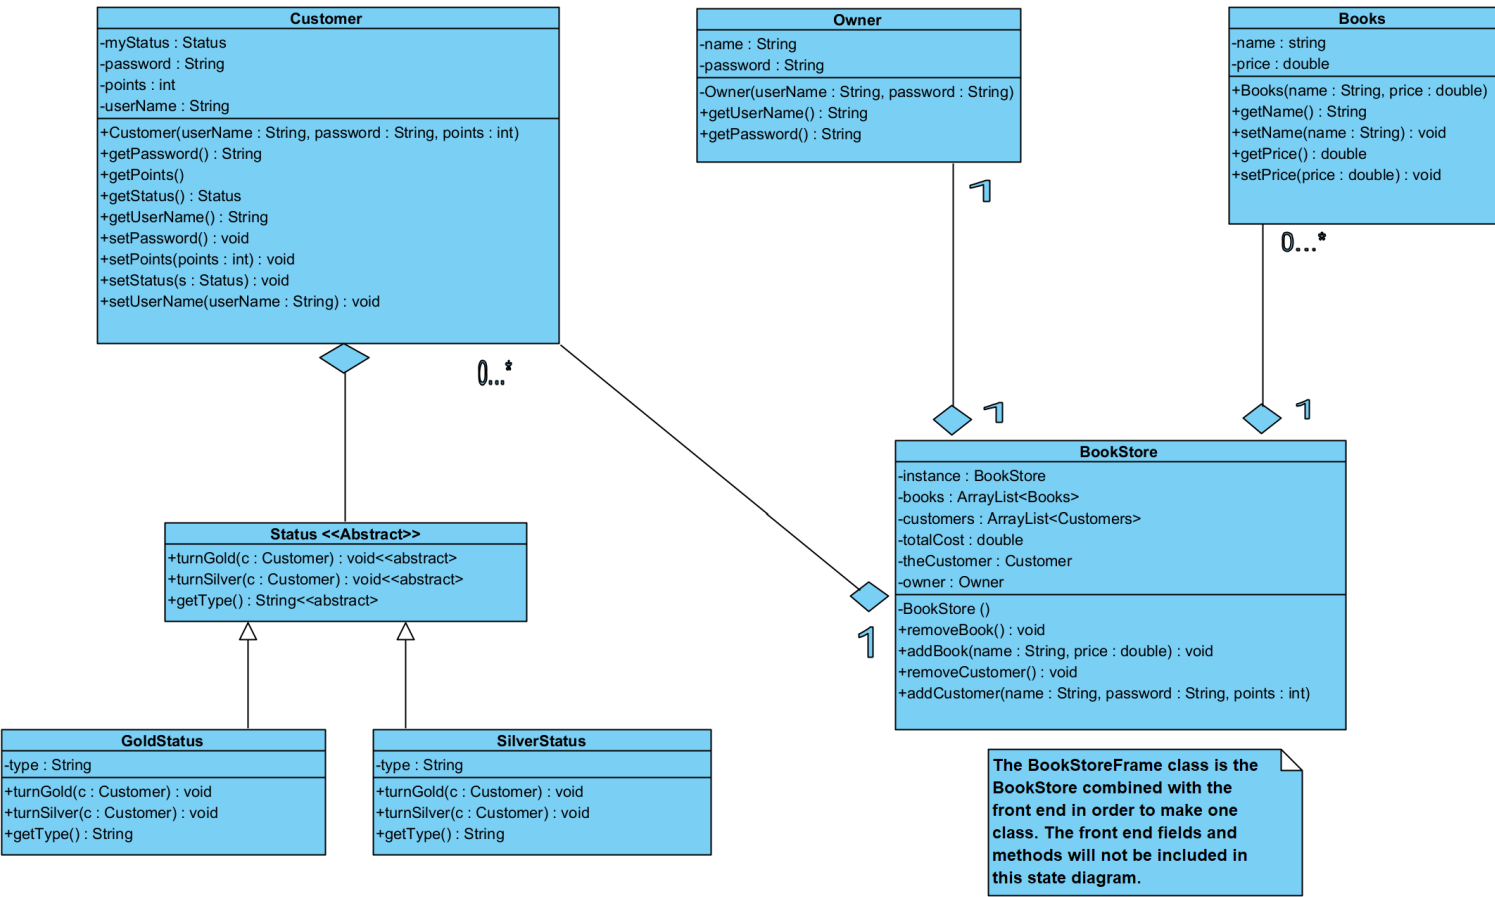 Customer
-myStatus : Status
-password : String
-points : int
-userName : String
+Customer(userName : String, password : String, points : int)
+getPassword() : String
+getPoints()
+getStatus() : Status
+getUserName() : String
+setPassword() : void
+setPoints(points : int) : void
+setStatus(s : Status) : void
+setUserName(userName : String) : void
0...*
Owner
-name : String
-password : String
-Owner(userName : String, password : String)
+getUserName() : String
+getPassword() : String
1
1
Books
-name : string
-price : double
+Books(name : String, price : double)
+getName() : String
+setName(name : String) : void
+getPrice() : double
+setPrice(price : double) : void
0...*
1
BookStore
-instance : BookStore
-books : ArrayList<Books>
-customers : ArrayList<Customers>
-totalCost : double
-theCustomer : Customer
-owner : Owner
-BookStore ()
+removeBook() : void
+addBook(name : String, price : double) : void
+removeCustomer() : void
+addCustomer(name : String, password : String, points : int)
1
Status <<Abstract>>
+turnGold(c : Customer) : void<<abstract>
+turnSilver(c : Customer) : void<<abstract>
+getType() : String<<abstract>
GoldStatus
-type : String
+turnGold(c : Customer) : void
+turnSilver(c : Customer) : void
+getType() : String
SilverStatus
-type : String
+turnGold(c : Customer) : void
+turnSilver(c : Customer) : void
+getType() : String
The BookStoreFrame class is the
BookStore combined with the
front end in order to make one
class. The front end fields and
methods will not be included in
this state diagram.